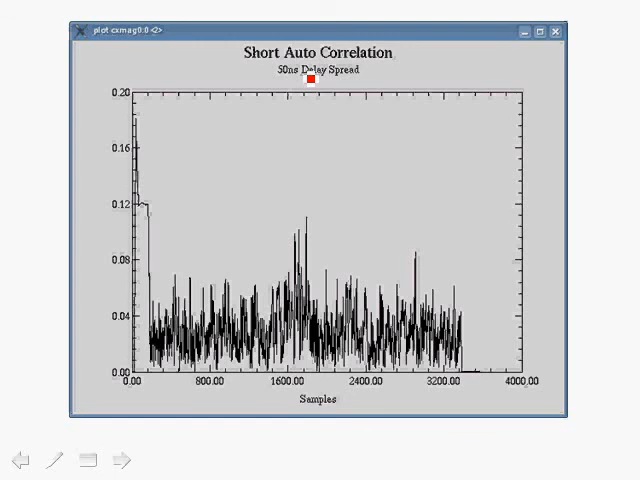 plot cxmag0:0 <2>
Short Auto Correlation
50ns Delay Spread
0.20
0.16
0.12
0.08
0.04
0.00
0.00 800.00 1600.00 2400.00 3200.00 4000.00
Samples